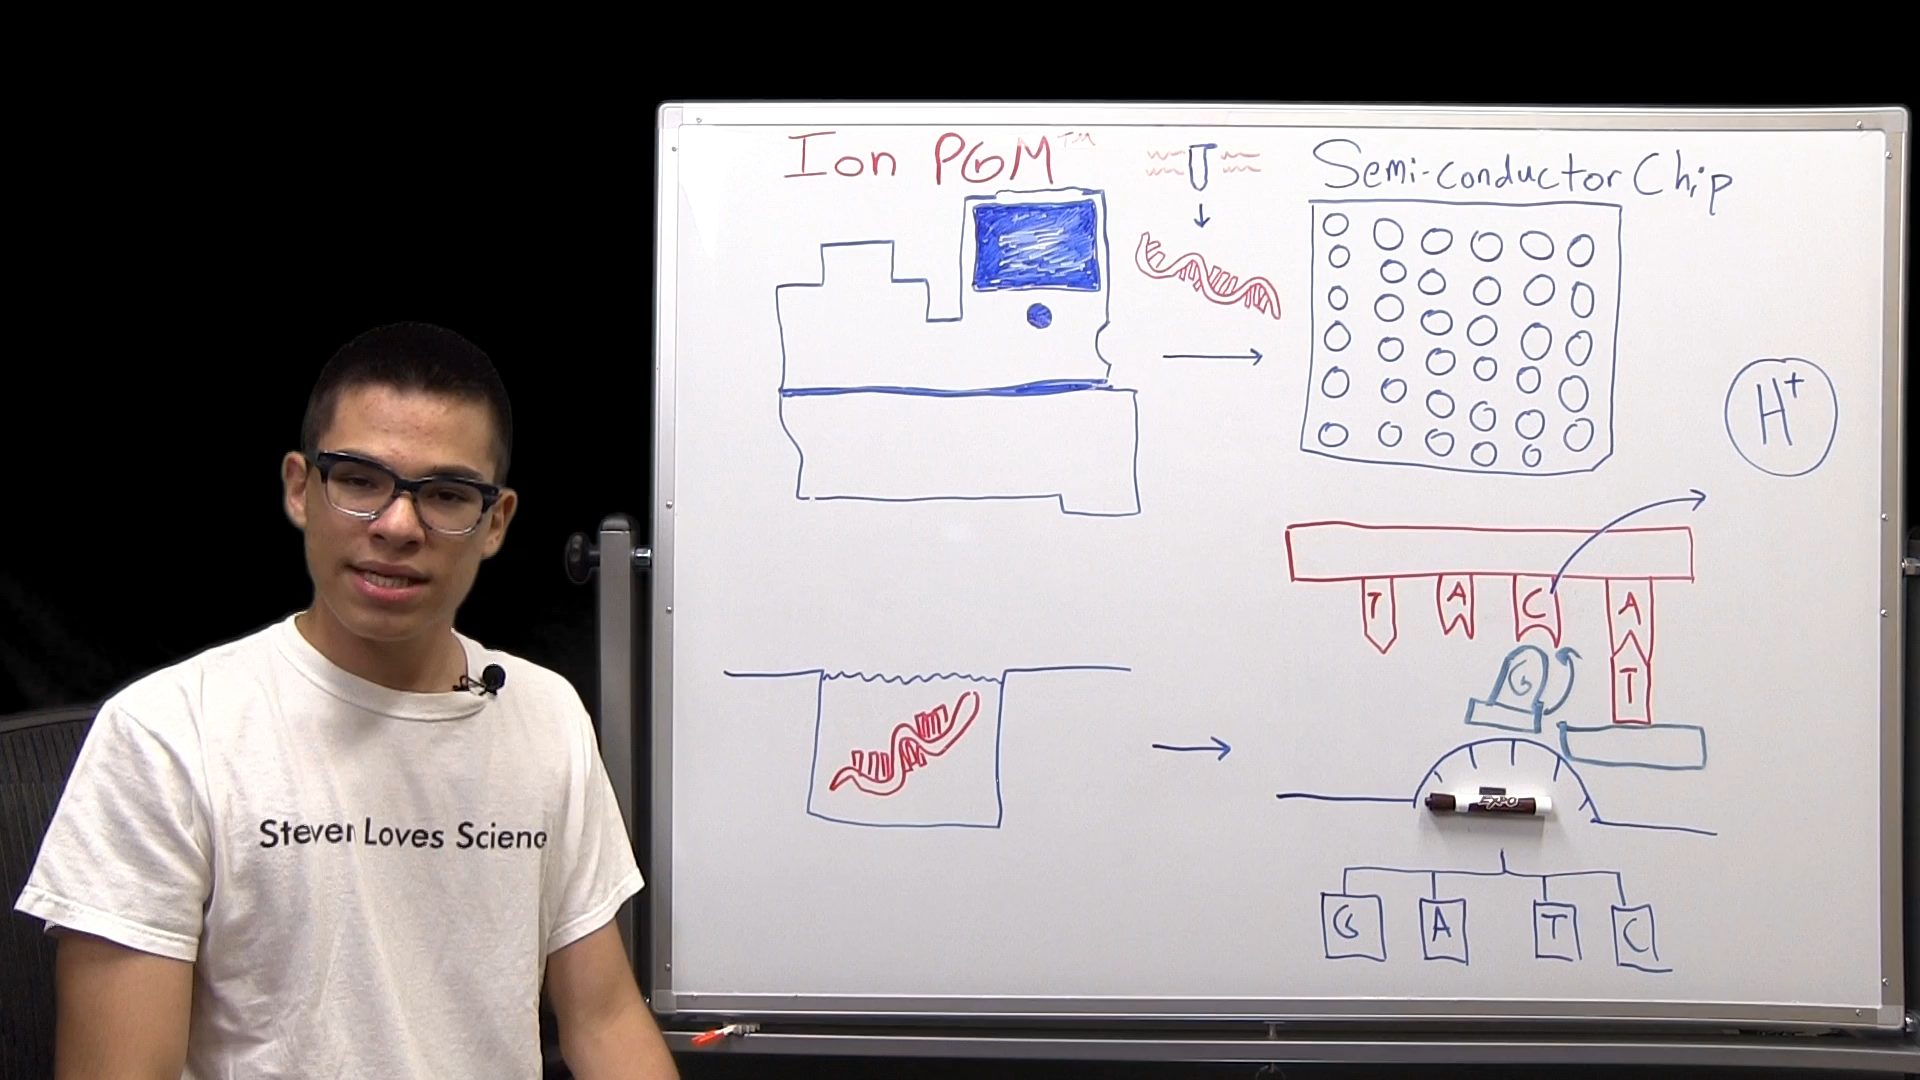 Ion PGM™
Semi-conductor Chip
H+
T A C A
G T
EXPO
G A T C
Steven Loves Scienc